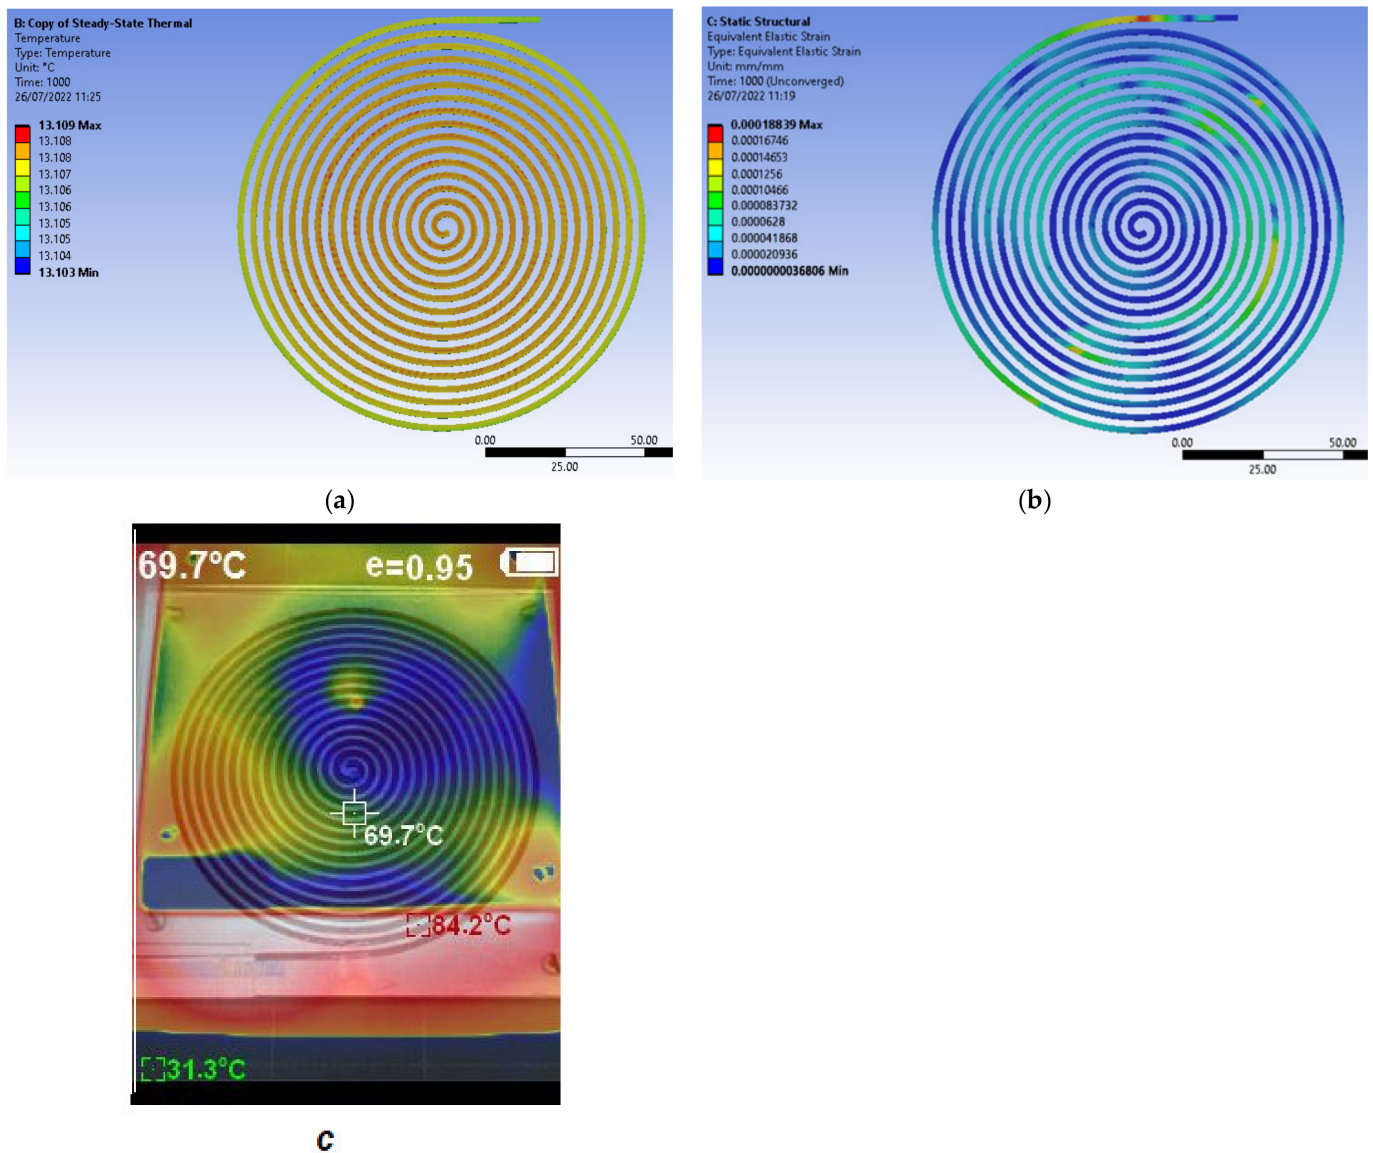 B: Copy of Steady-State Thermal
Temperature
Type: Temperature
Unit: °C
Time: 1000
26/07/2022 11:25
13.109 Max
13.108
13.108
13.107
13.106
13.106
13.105
13.105
13.104
13.103 Min
0.00
50.00
25.00
(a)
C: Static Structural
Equivalent Elastic Strain
Type: Equivalent Elastic Strain
Unit: mm/mm
Time: 1000 (Unconverged)
26/07/2022 11:19
0.00018839 Max
0.00016746
0.00014653
0.0001256
0.00010466
0.000083732
0.0000628
0.000041868
0.000020936
0.0000000036806 Min
0.00
50.00
25.00
(b)
69.7°C
e=0.95
69.7°C
84.2°C
31.3°C
c